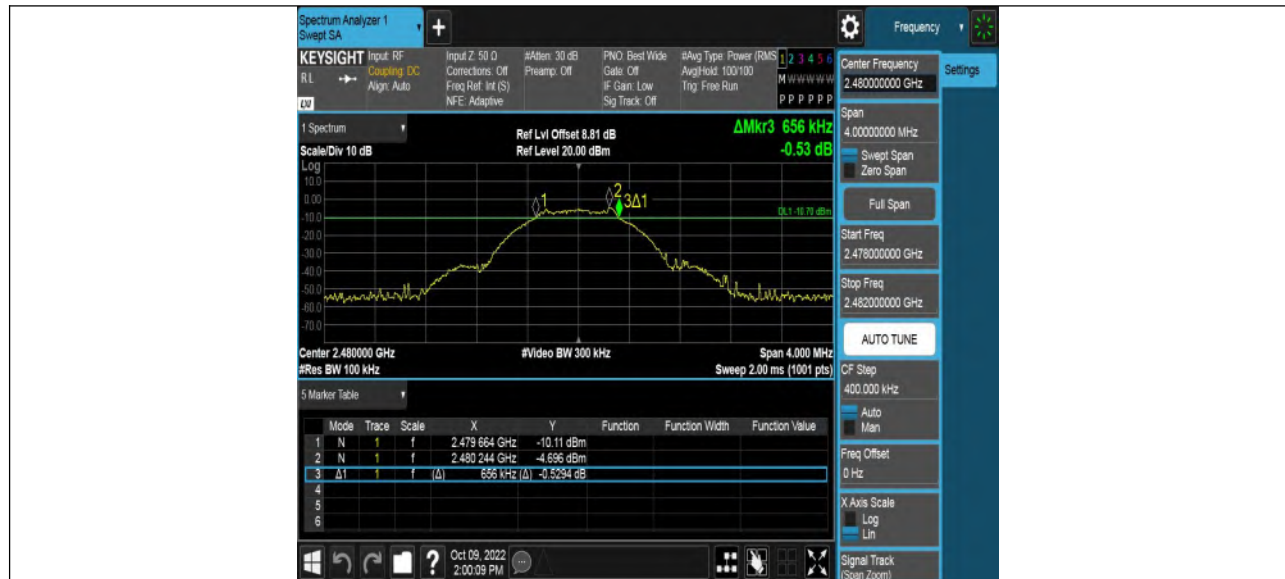 Spectrum Analyzer 1
Swept SA
+
Frequency
KEYSIGHT Input: RF Input Z: 50 Ω #Atten: 30 dB PNO: Best Wide #Avg Type: Power (RMS 1 2 3 4 5 6
RL Coupling: DC Corrections: Off Preamp: Off Gate: Off Avg|Hold: 100/100 M W W W W W
Align: Auto Freq Ref: Int (S) IF Gain: Low Trig: Free Run
LXI NFE: Adaptive Sig Track: Off P P P P P P
Center Frequency
2.480000000 GHz
Settings
Span
4.00000000 MHz
Swept Span
Zero Span
Full Span
Start Freq
2.478000000 GHz
Stop Freq
2.482000000 GHz
AUTO TUNE
CF Step
400.000 kHz
Auto
Man
Freq Offset
0 Hz
X Axis Scale
Log
Lin
Signal Track
(Span Zoom)
1 Spectrum
Ref Lvl Offset 8.81 dB ΔMkr3 656 kHz
Scale/Div 10 dB Ref Level 20.00 dBm -0.53 dB
Log
10.0
0.00
-10.0
-20.0
-30.0
-40.0
-50.0
-60.0
-70.0
1
2
3Δ1
DL1 -10.70 dBm
Center 2.480000 GHz #Video BW 300 kHz Span 4.000 MHz
#Res BW 100 kHz Sweep 2.00 ms (1001 pts)
5 Marker Table
Mode Trace Scale X Y Function Function Width Function Value
1 N 1 f 2.479 664 GHz -10.11 dBm
2 N 1 f 2.480 244 GHz -4.696 dBm
3 Δ1 1 f (Δ) 656 kHz (Δ) -0.5294 dB
4
5
6
?
Oct 09, 2022
2:00:09 PM